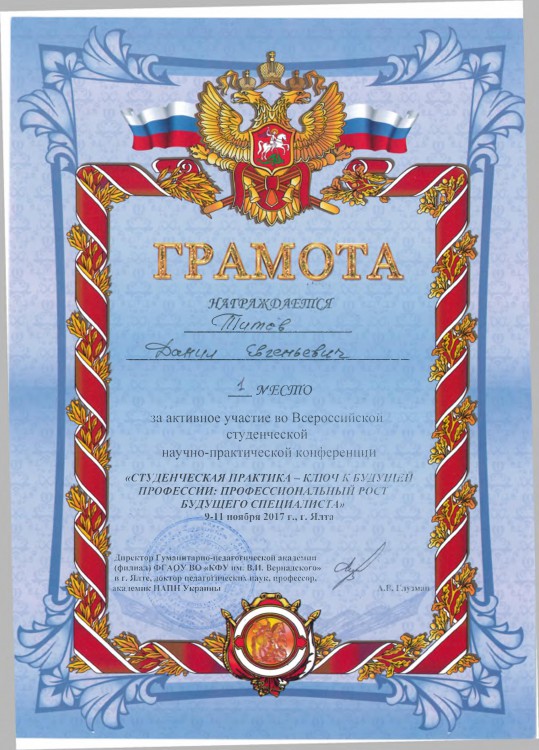 ГРАМОТА
НАГРАЖДАЕТСЯ
Титов
Данил Евгеньевич
1 МЕСТО
за активное участие во Всероссийской
студенческой
научно-практической конференции
«СТУДЕНЧЕСКАЯ ПРАКТИКА – КЛЮЧ К БУДУЩЕЙ
ПРОФЕССИИ: ПРОФЕССИОНАЛЬНЫЙ РОСТ
БУДУЩЕГО СПЕЦИАЛИСТА»
9-11 ноября 2017 г., г. Ялта
Директор Гуманитарно-педагогической академии
(филиал) ФГАОУ ВО «КФУ им. В.И. Вернадского»
в г. Ялте, доктор педагогических наук, профессор,
академик НАПН Украины
А.В. Глузман